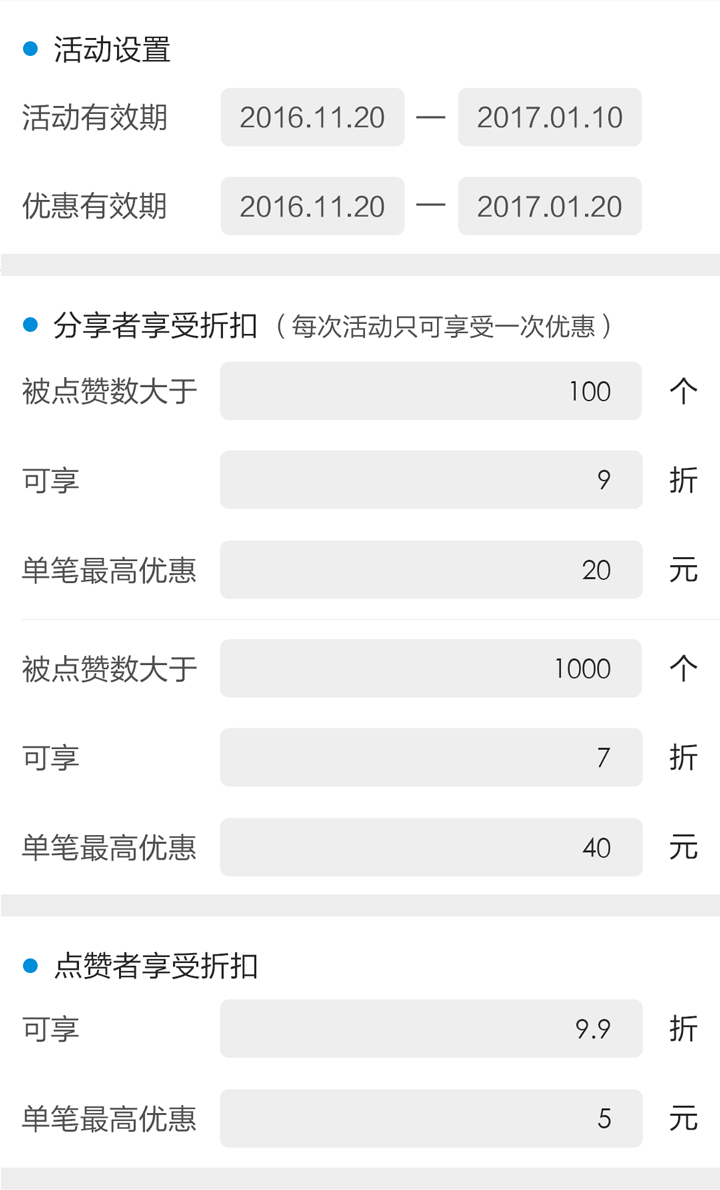 活动设置
活动有效期 2016.11.20 — 2017.01.10
优惠有效期 2016.11.20 — 2017.01.20
分享者享受折扣（每次活动只可享受一次优惠）
被点赞数大于 100 个
可享 9 折
单笔最高优惠 20 元
被点赞数大于 1000 个
可享 7 折
单笔最高优惠 40 元
点赞者享受折扣
可享 9.9 折
单笔最高优惠 5 元